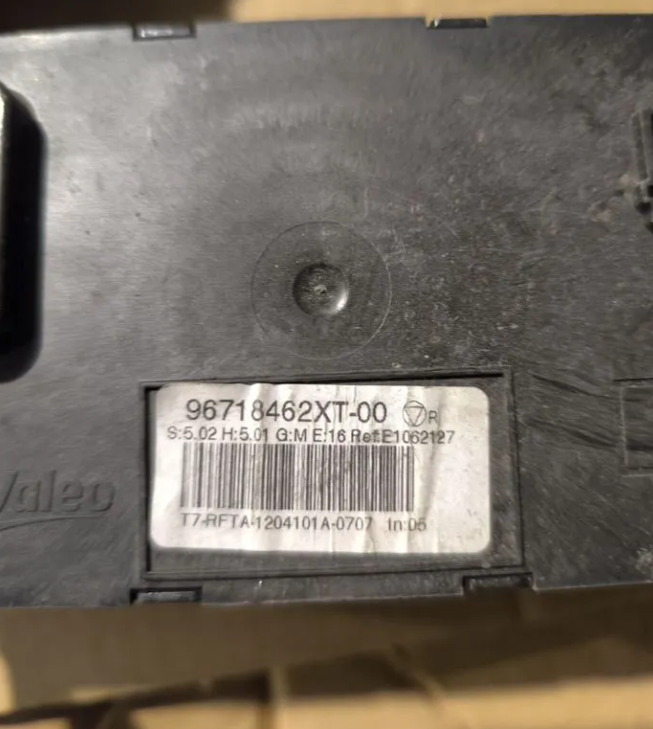 96718462XT-00 R
S:5.02 H:5.01 G:M E:16 Ref:E1062127
T7-RFTA-1204101A-0707 In:05
Valeo